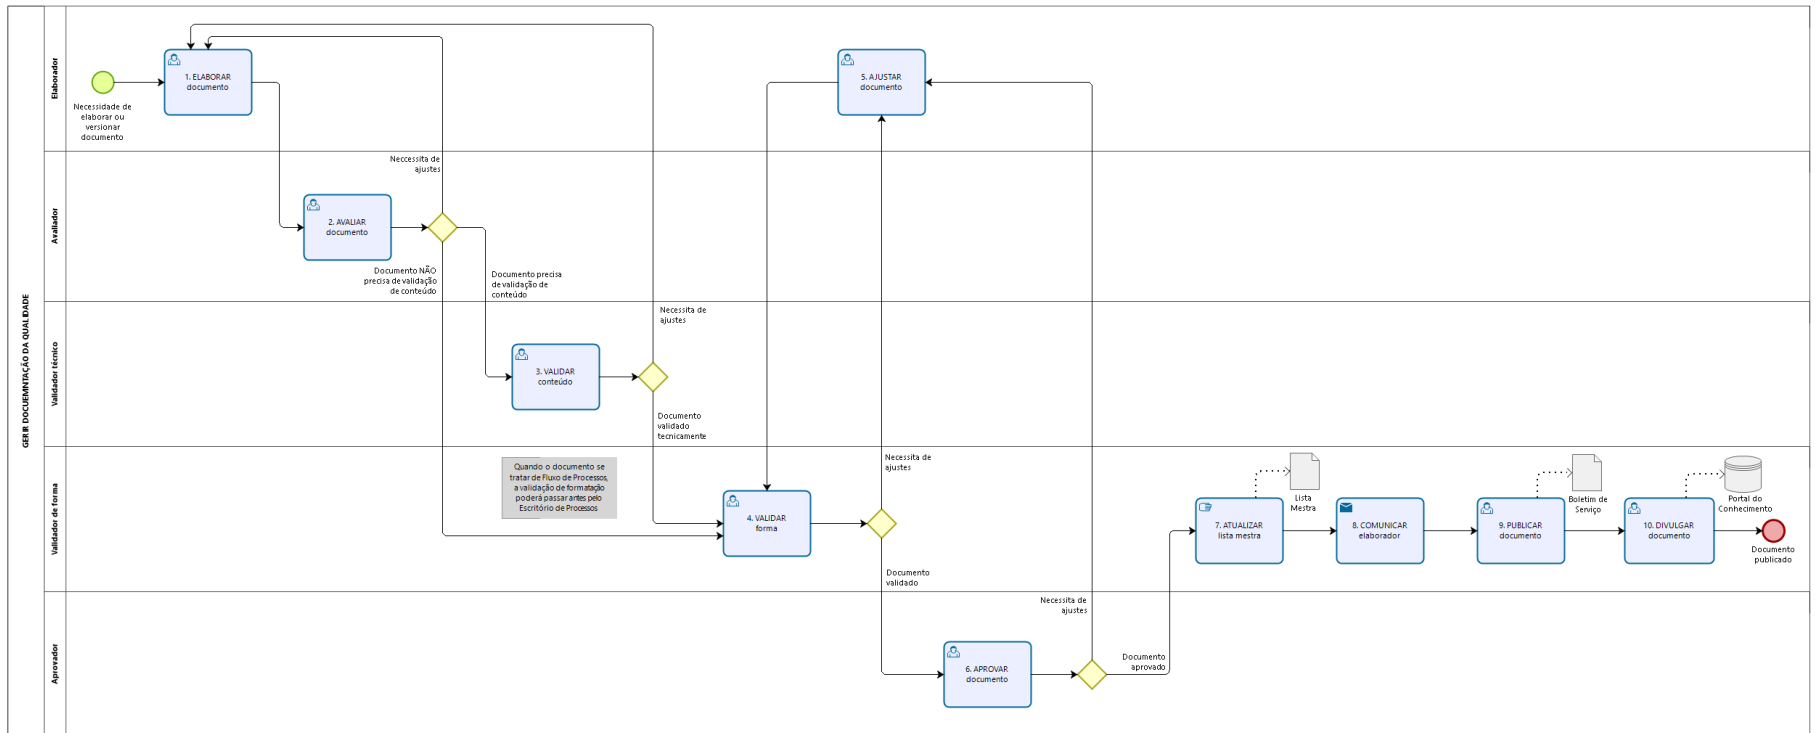 GERIR DOCUEMNTAÇÃO DA QUALIDADE
Elaborador
Necessidade de
elaborar ou
versionar
documento
1. ELABORAR
documento
5. AJUSTAR
documento
Avaliador
Neccessita de
ajustes
2. AVALIAR
documento
Documento NÃO
precisa de validação
de conteúdo
Documento precisa
de validação de
conteúdo
Validador técnico
Necessita de
ajustes
3. VALIDAR
conteúdo
Documento
validado
tecnicamente
Validador de forma
Quando o documento se
tratar de Fluxo de Processos,
a validação de formatação
poderá passar antes pelo
Escritório de Processos
4. VALIDAR
forma
Necessita de
ajustes
Documento
validado
7. ATUALIZAR
lista mestra
Lista
Mestra
8. COMUNICAR
elaborador
9. PUBLICAR
documento
Boletim de
Serviço
10. DIVULGAR
documento
Portal do
Conhecimento
Documento
publicado
Aprovador
6. APROVAR
documento
Necessita de
ajustes
Documento
aprovado